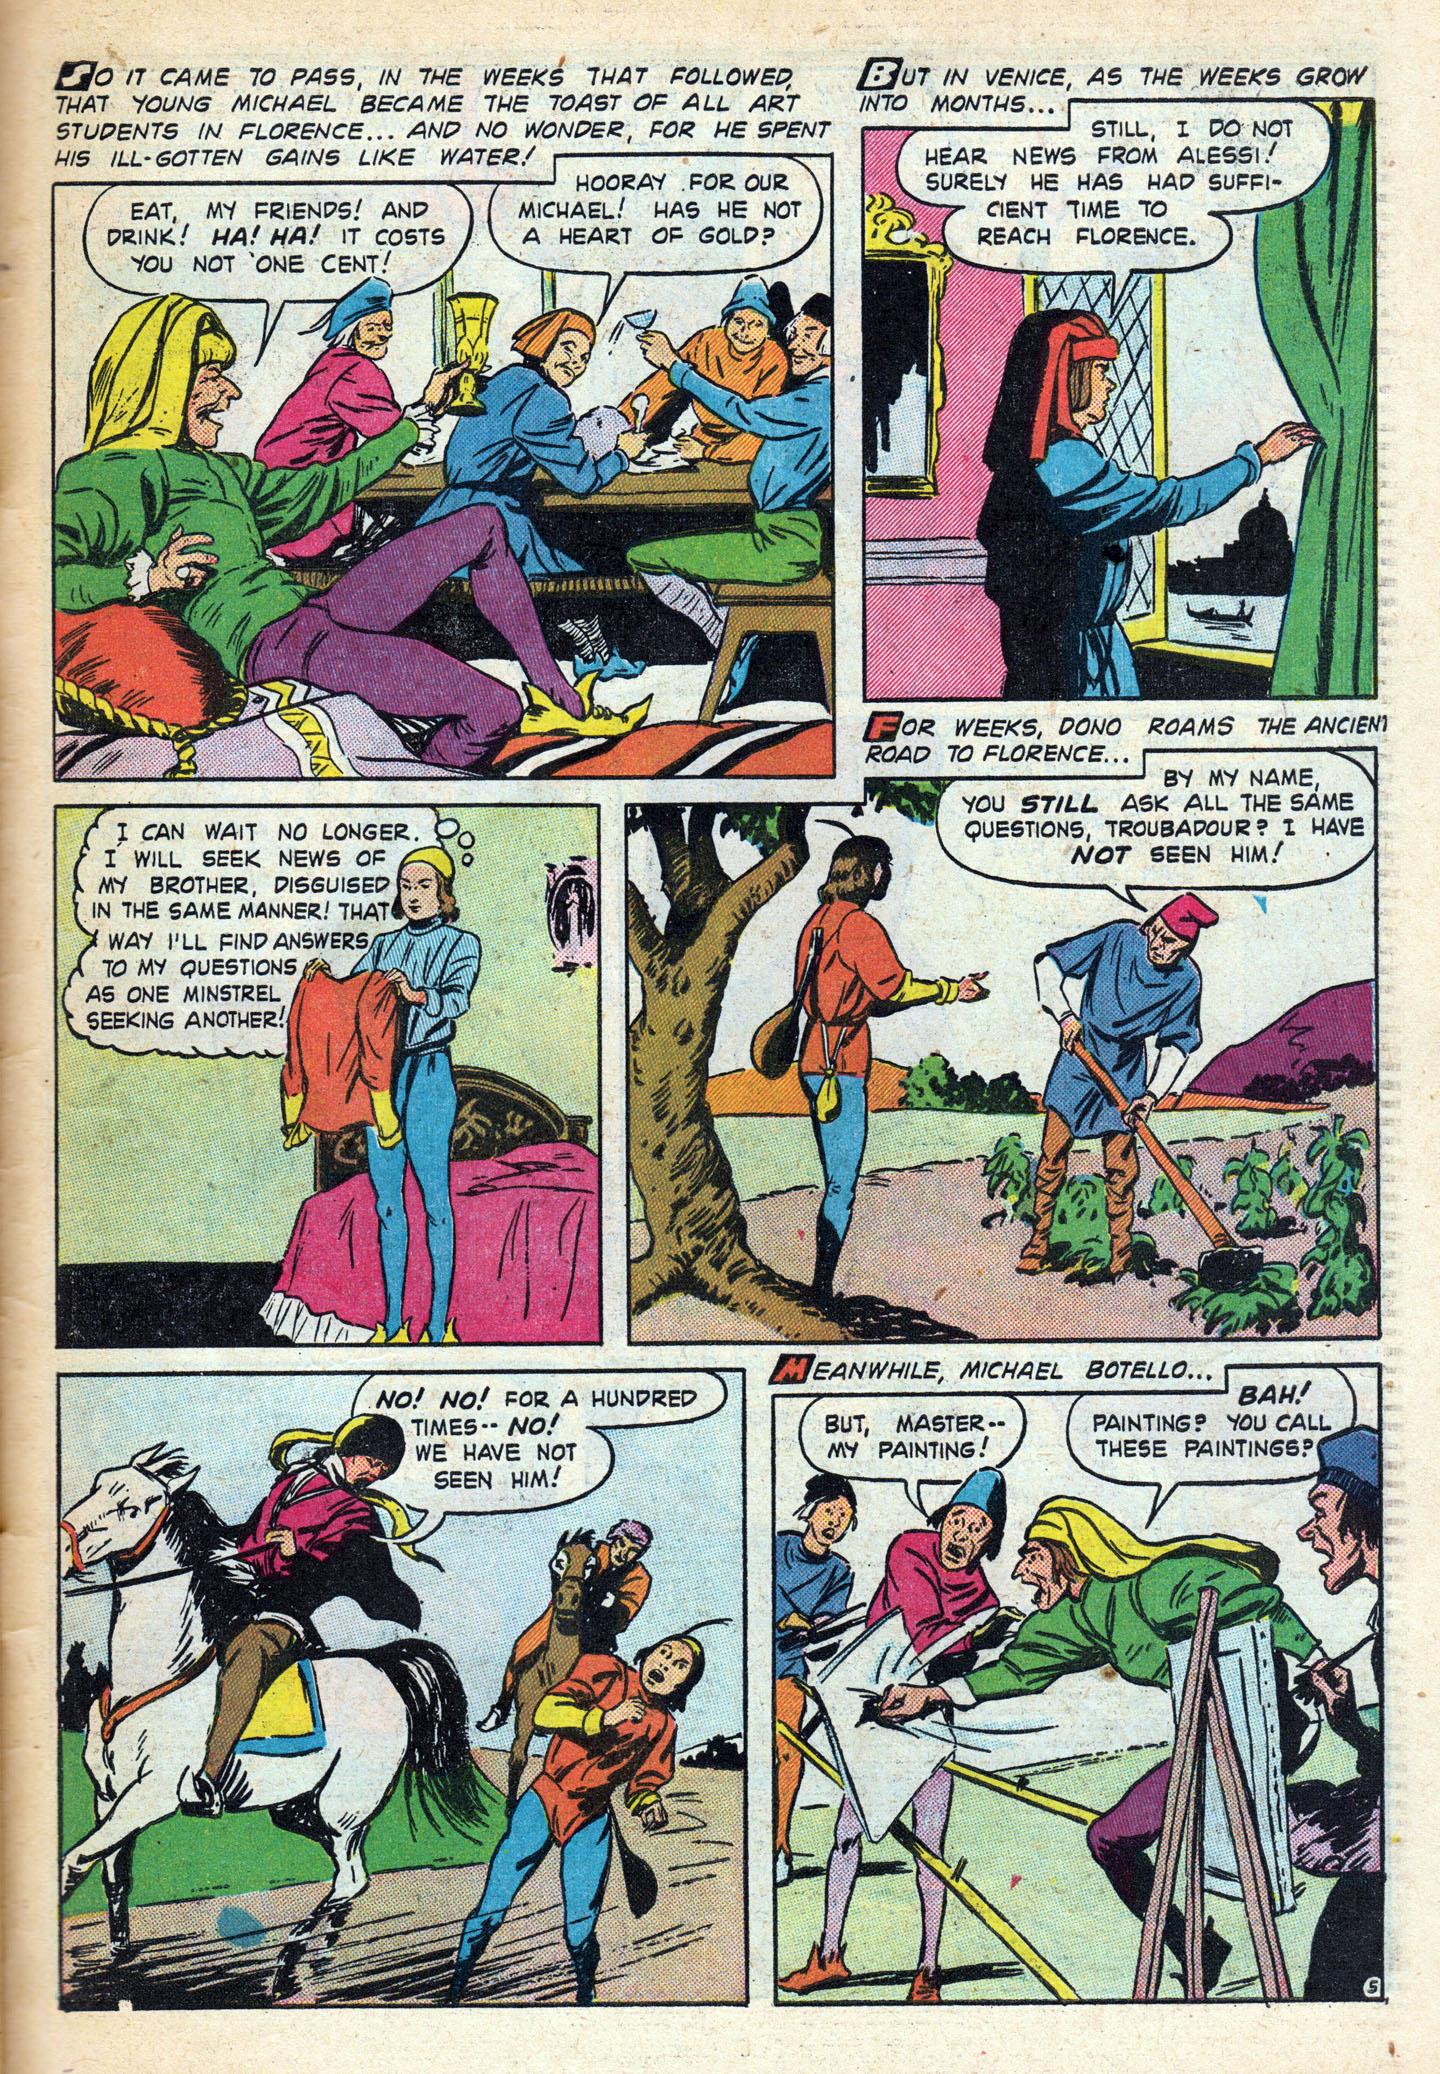 SO IT CAME TO PASS, IN THE WEEKS THAT FOLLOWED,
THAT YOUNG MICHAEL BECAME THE TOAST OF ALL ART
STUDENTS IN FLORENCE... AND NO WONDER, FOR HE SPENT
HIS ILL-GOTTEN GAINS LIKE WATER!
EAT, MY FRIENDS! AND
DRINK! HA! HA! IT COSTS
YOU NOT ONE CENT!
HOORAY FOR OUR
MICHAEL! HAS HE NOT
A HEART OF GOLD?
BUT IN VENICE, AS THE WEEKS GROW
INTO MONTHS...
STILL, I DO NOT
HEAR NEWS FROM ALESSI!
SURELY HE HAS HAD SUFFI-
CIENT TIME TO
REACH FLORENCE.
I CAN WAIT NO LONGER.
I WILL SEEK NEWS OF
MY BROTHER, DISGUISED
IN THE SAME MANNER! THAT
WAY I'LL FIND ANSWERS
TO MY QUESTIONS
AS ONE MINSTREL
SEEKING ANOTHER!
FOR WEEKS, DONO ROAMS THE ANCIENT
ROAD TO FLORENCE...
BY MY NAME,
YOU STILL ASK ALL THE SAME
QUESTIONS, TROUBADOUR? I HAVE
NOT SEEN HIM!
NO! NO! FOR A HUNDRED
TIMES-- NO!
WE HAVE NOT
SEEN HIM!
MEANWHILE, MICHAEL BOTELLO...
BUT, MASTER--
MY PAINTING!
BAH!
PAINTING? YOU CALL
THESE PAINTINGS?
5